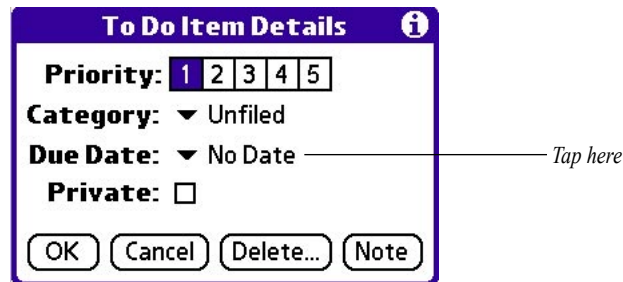 To Do Item Details i
Priority: 1 2 3 4 5
Category: Unfiled
Due Date: No Date Tap here
Private:
OK Cancel Delete... Note